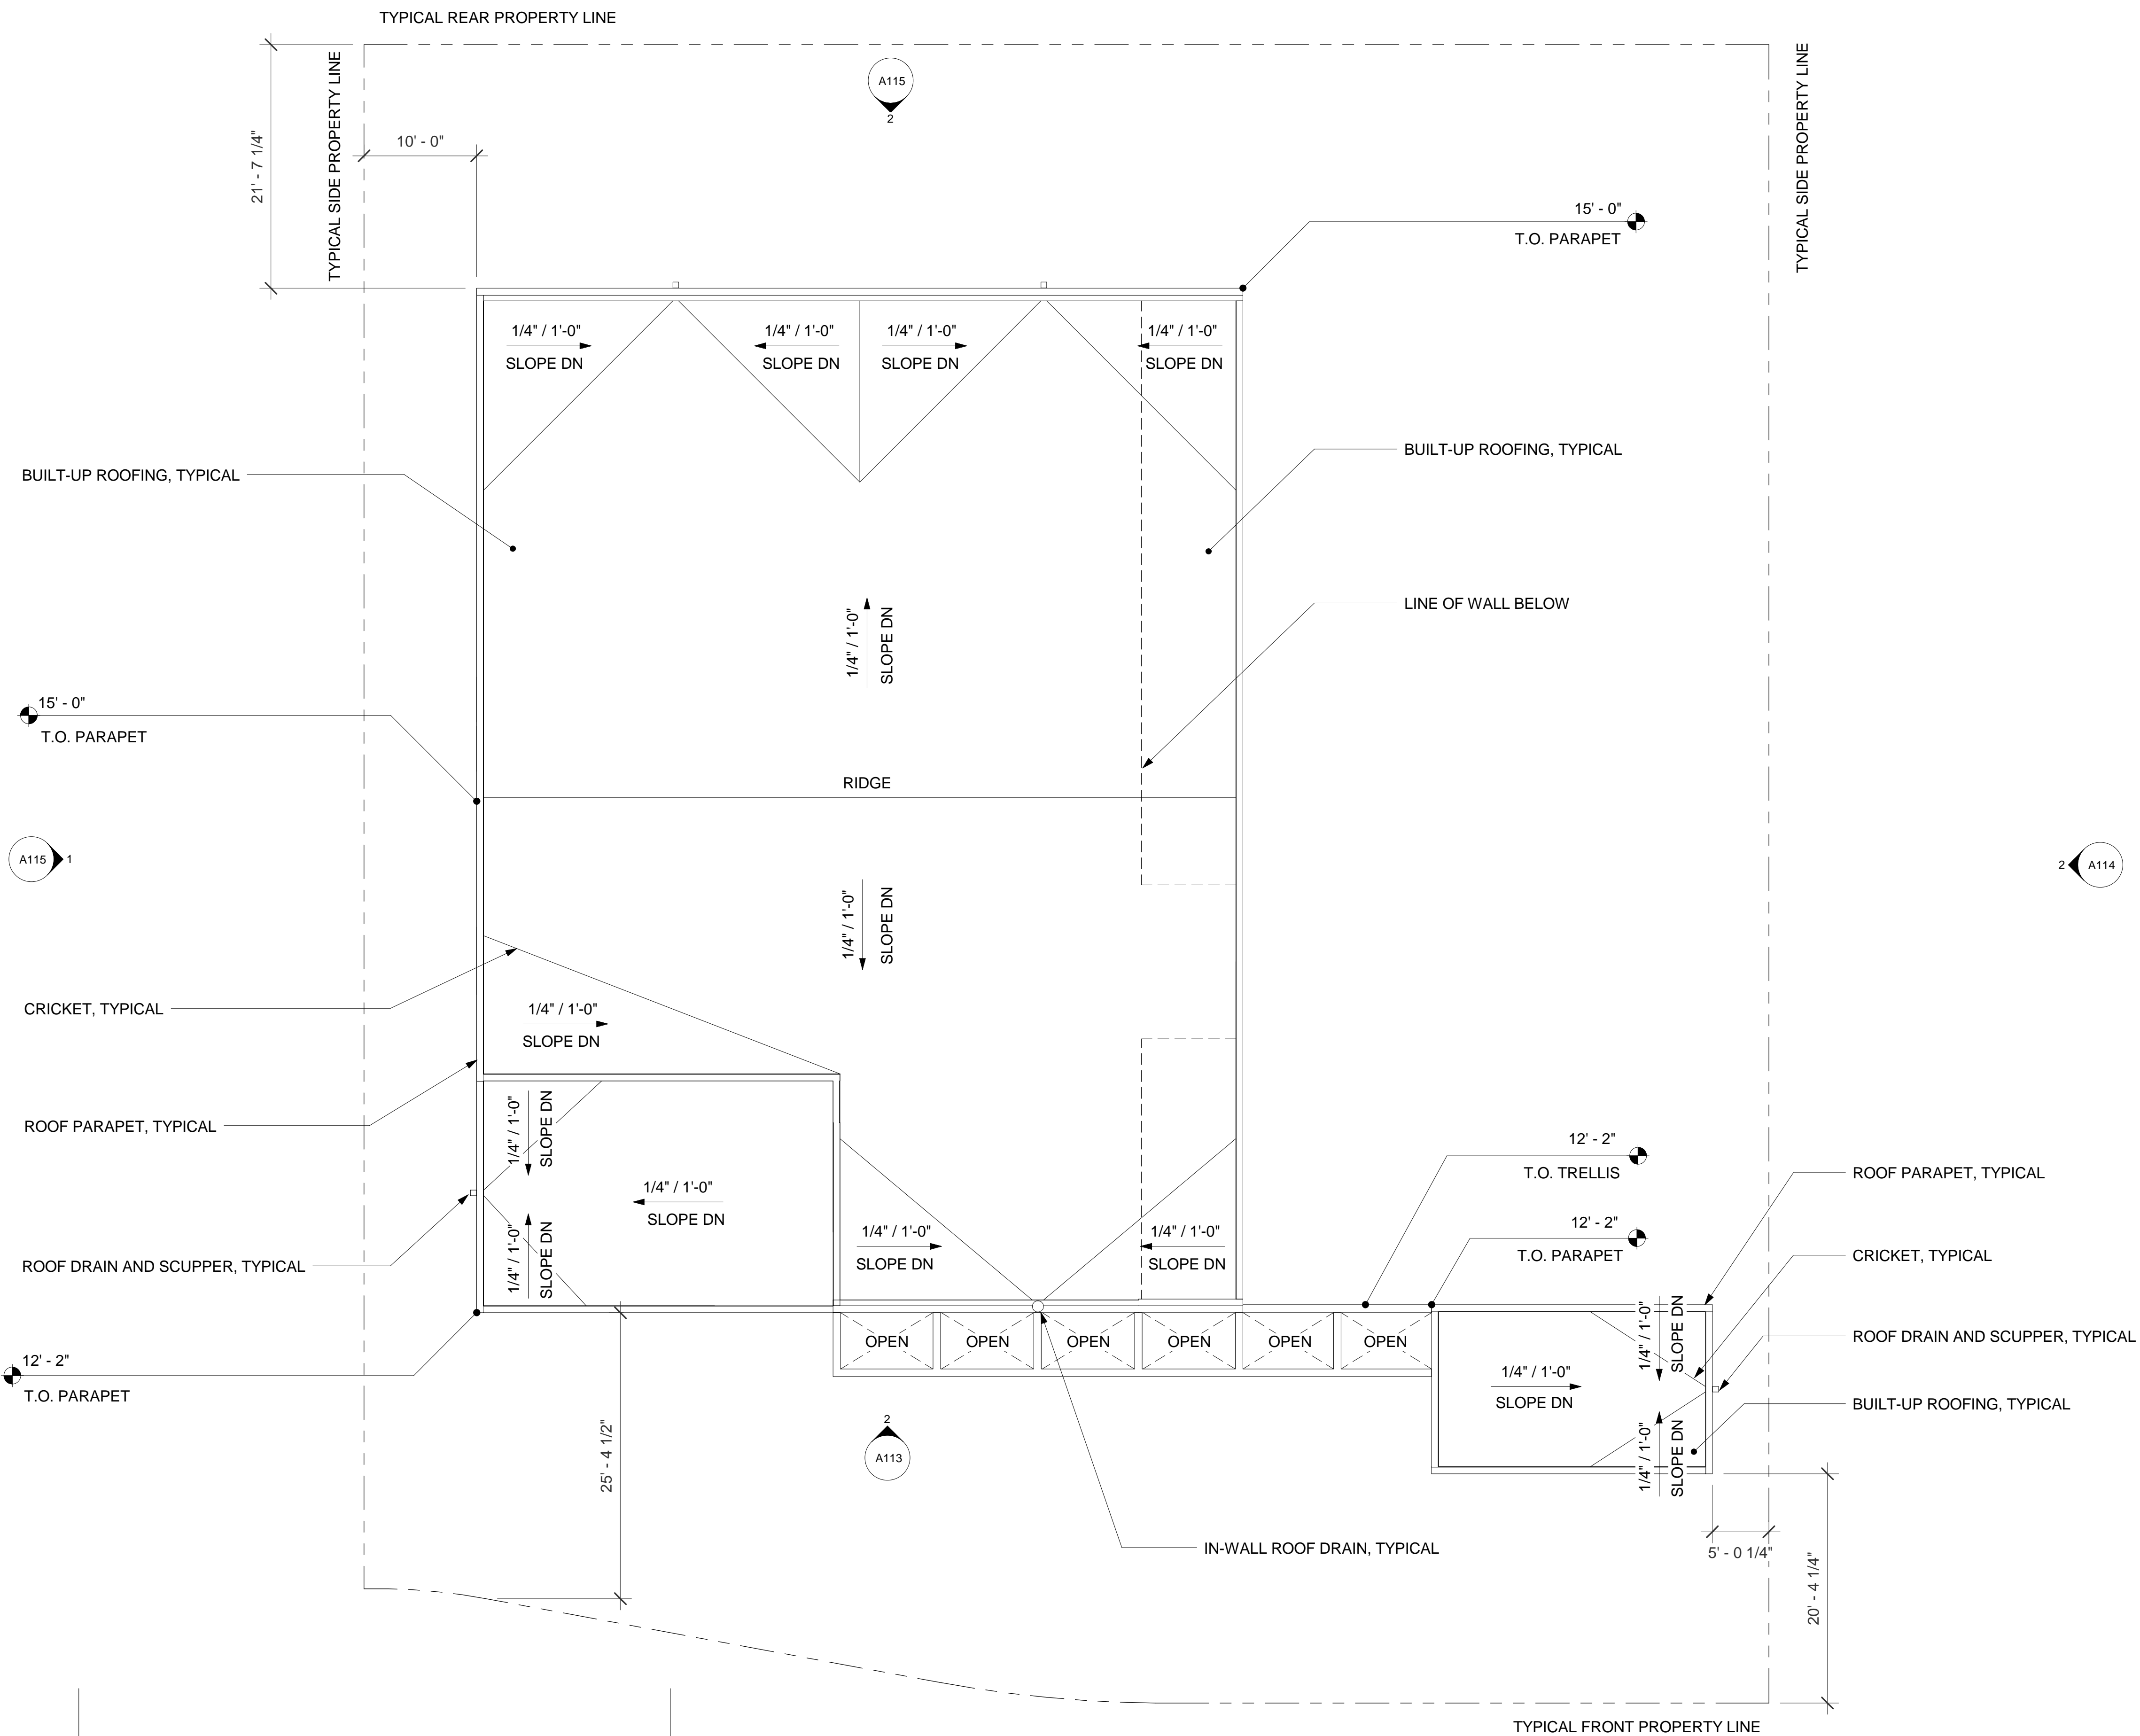 TYPICAL REAR PROPERTY LINE
TYPICAL SIDE PROPERTY LINE
TYPICAL SIDE PROPERTY LINE
A115
2
21' - 7 1/4"
10' - 0"
15' - 0"
T.O. PARAPET
1/4" / 1'-0"
SLOPE DN
1/4" / 1'-0"
SLOPE DN
1/4" / 1'-0"
SLOPE DN
1/4" / 1'-0"
SLOPE DN
BUILT-UP ROOFING, TYPICAL
BUILT-UP ROOFING, TYPICAL
LINE OF WALL BELOW
1/4" / 1'-0"
SLOPE DN
15' - 0"
T.O. PARAPET
RIDGE
A115
1
2
A114
1/4" / 1'-0"
SLOPE DN
CRICKET, TYPICAL
1/4" / 1'-0"
SLOPE DN
ROOF PARAPET, TYPICAL
1/4" / 1'-0"
SLOPE DN
1/4" / 1'-0"
SLOPE DN
1/4" / 1'-0"
SLOPE DN
ROOF DRAIN AND SCUPPER, TYPICAL
1/4" / 1'-0"
SLOPE DN
1/4" / 1'-0"
SLOPE DN
12' - 2"
T.O. TRELLIS
12' - 2"
T.O. PARAPET
ROOF PARAPET, TYPICAL
CRICKET, TYPICAL
ROOF DRAIN AND SCUPPER, TYPICAL
BUILT-UP ROOFING, TYPICAL
OPEN
OPEN
OPEN
OPEN
OPEN
OPEN
1/4" / 1'-0"
SLOPE DN
1/4" / 1'-0"
SLOPE DN
1/4" / 1'-0"
SLOPE DN
12' - 2"
T.O. PARAPET
25' - 4 1/2"
2
A113
IN-WALL ROOF DRAIN, TYPICAL
5' - 0 1/4"
20' - 4 1/4"
TYPICAL FRONT PROPERTY LINE